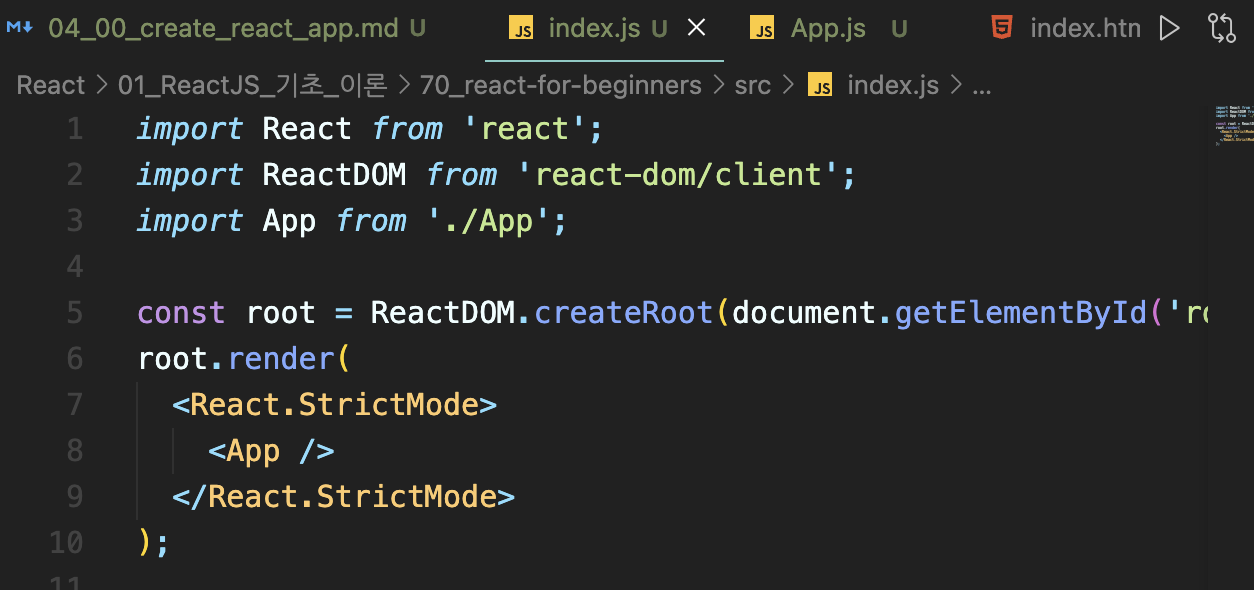 04_00_create_react_app.md U JS index.js U JS App.js U index.htn
React > 01_ReactJS_기초_이론 > 70_react-for-beginners > src > JS index.js > ...
1 import React from 'react';
2 import ReactDOM from 'react-dom/client';
3 import App from './App';
4
5 const root = ReactDOM.createRoot(document.getElementById('ro
6 root.render(
7 <React.StrictMode>
8 <App />
9 </React.StrictMode>
10 );
11